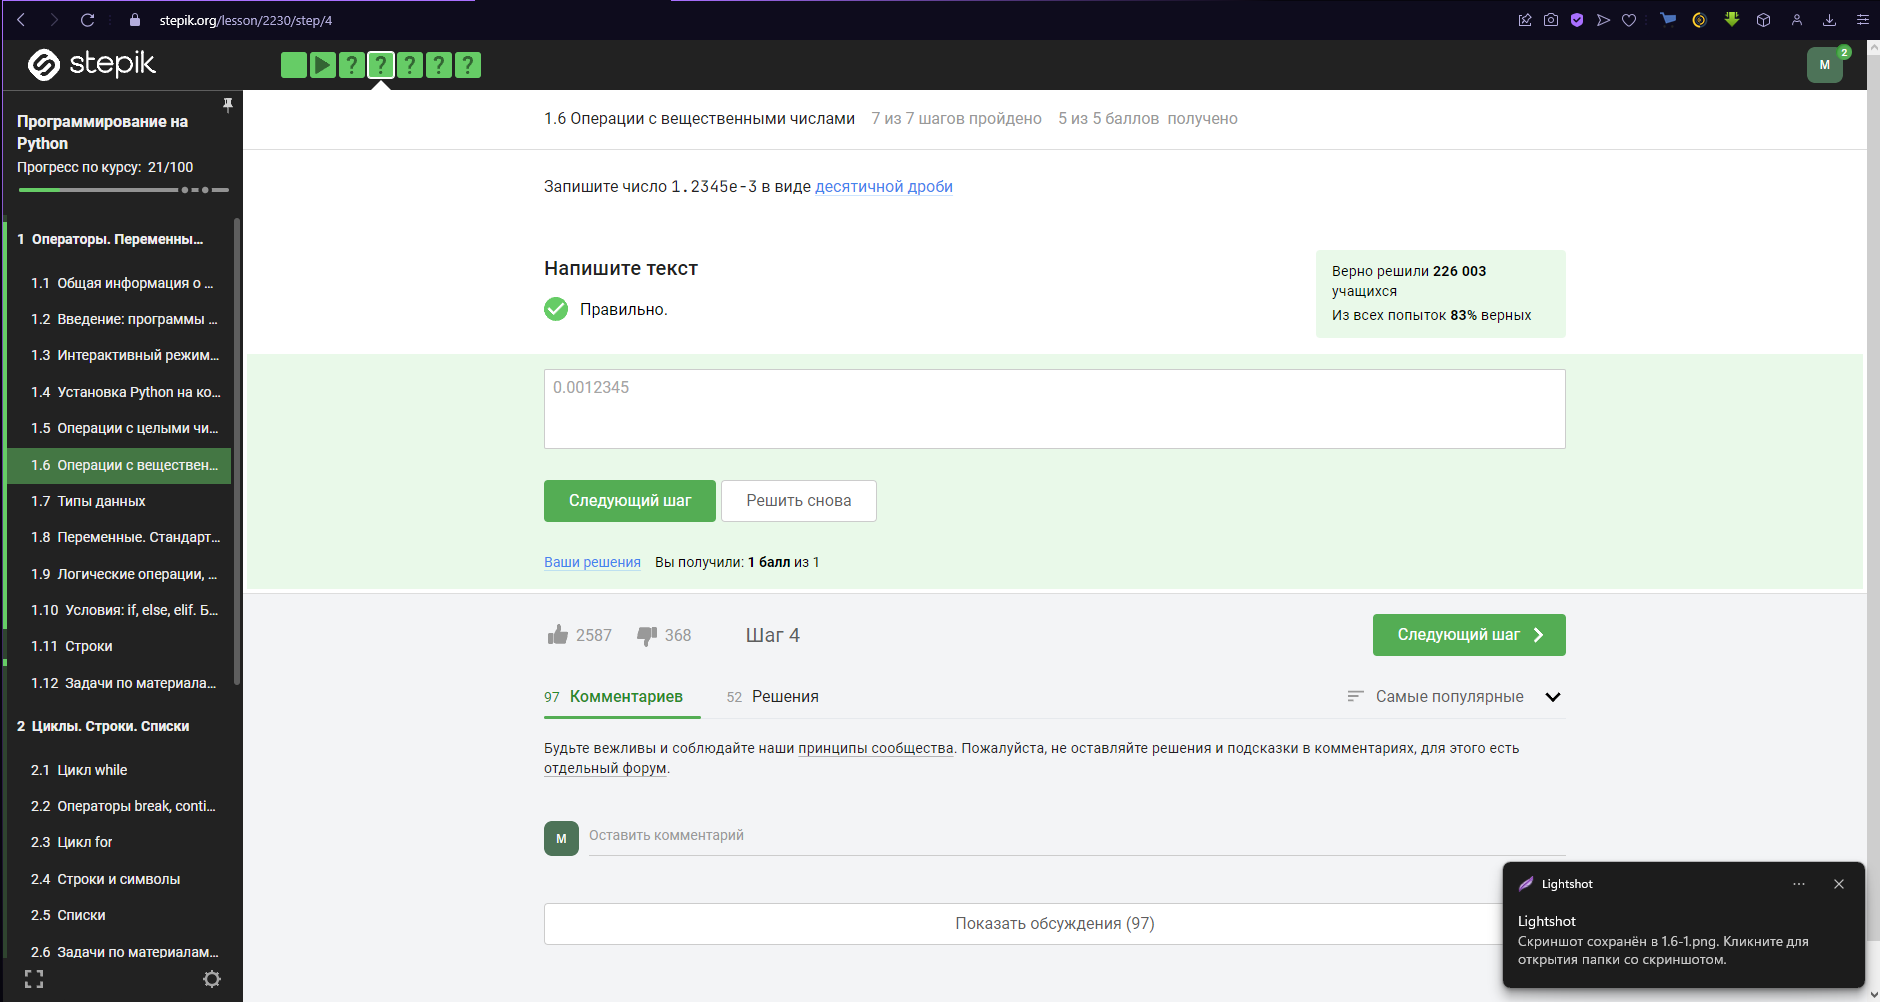 stepik.org/lesson/2230/step/4
stepik
? ? ? ? ?
M
2
Программирование на
Python
Прогресс по курсу: 21/100
1 Операторы. Переменны...
1.1 Общая информация о ...
1.2 Введение: программы ...
1.3 Интерактивный режим...
1.4 Установка Python на ко...
1.5 Операции с целыми чи...
1.6 Операции с веществен...
1.7 Типы данных
1.8 Переменные. Стандарт...
1.9 Логические операции, ...
1.10 Условия: if, else, elif. Б...
1.11 Строки
1.12 Задачи по материала...
2 Циклы. Строки. Списки
2.1 Цикл while
2.2 Операторы break, conti...
2.3 Цикл for
2.4 Строки и символы
2.5 Списки
2.6 Задачи по материалам...
1.6 Операции с вещественными числами 7 из 7 шагов пройдено 5 из 5 баллов получено
Запишите число 1.2345e-3 в виде десятичной дроби
Напишите текст
Правильно.
Верно решили 226 003
учащихся
Из всех попыток 83% верных
0.0012345
Следующий шаг
Решить снова
Ваши решения Вы получили: 1 балл из 1
2587 368 Шаг 4
Следующий шаг
97 Комментариев 52 Решения
Самые популярные
Будьте вежливы и соблюдайте наши принципы сообщества. Пожалуйста, не оставляйте решения и подсказки в комментариях, для этого есть
отдельный форум.
M
Оставить комментарий
Показать обсуждения (97)
Lightshot
Lightshot
Скриншот сохранён в 1.6-1.png. Кликните для
открытия папки со скриншотом.